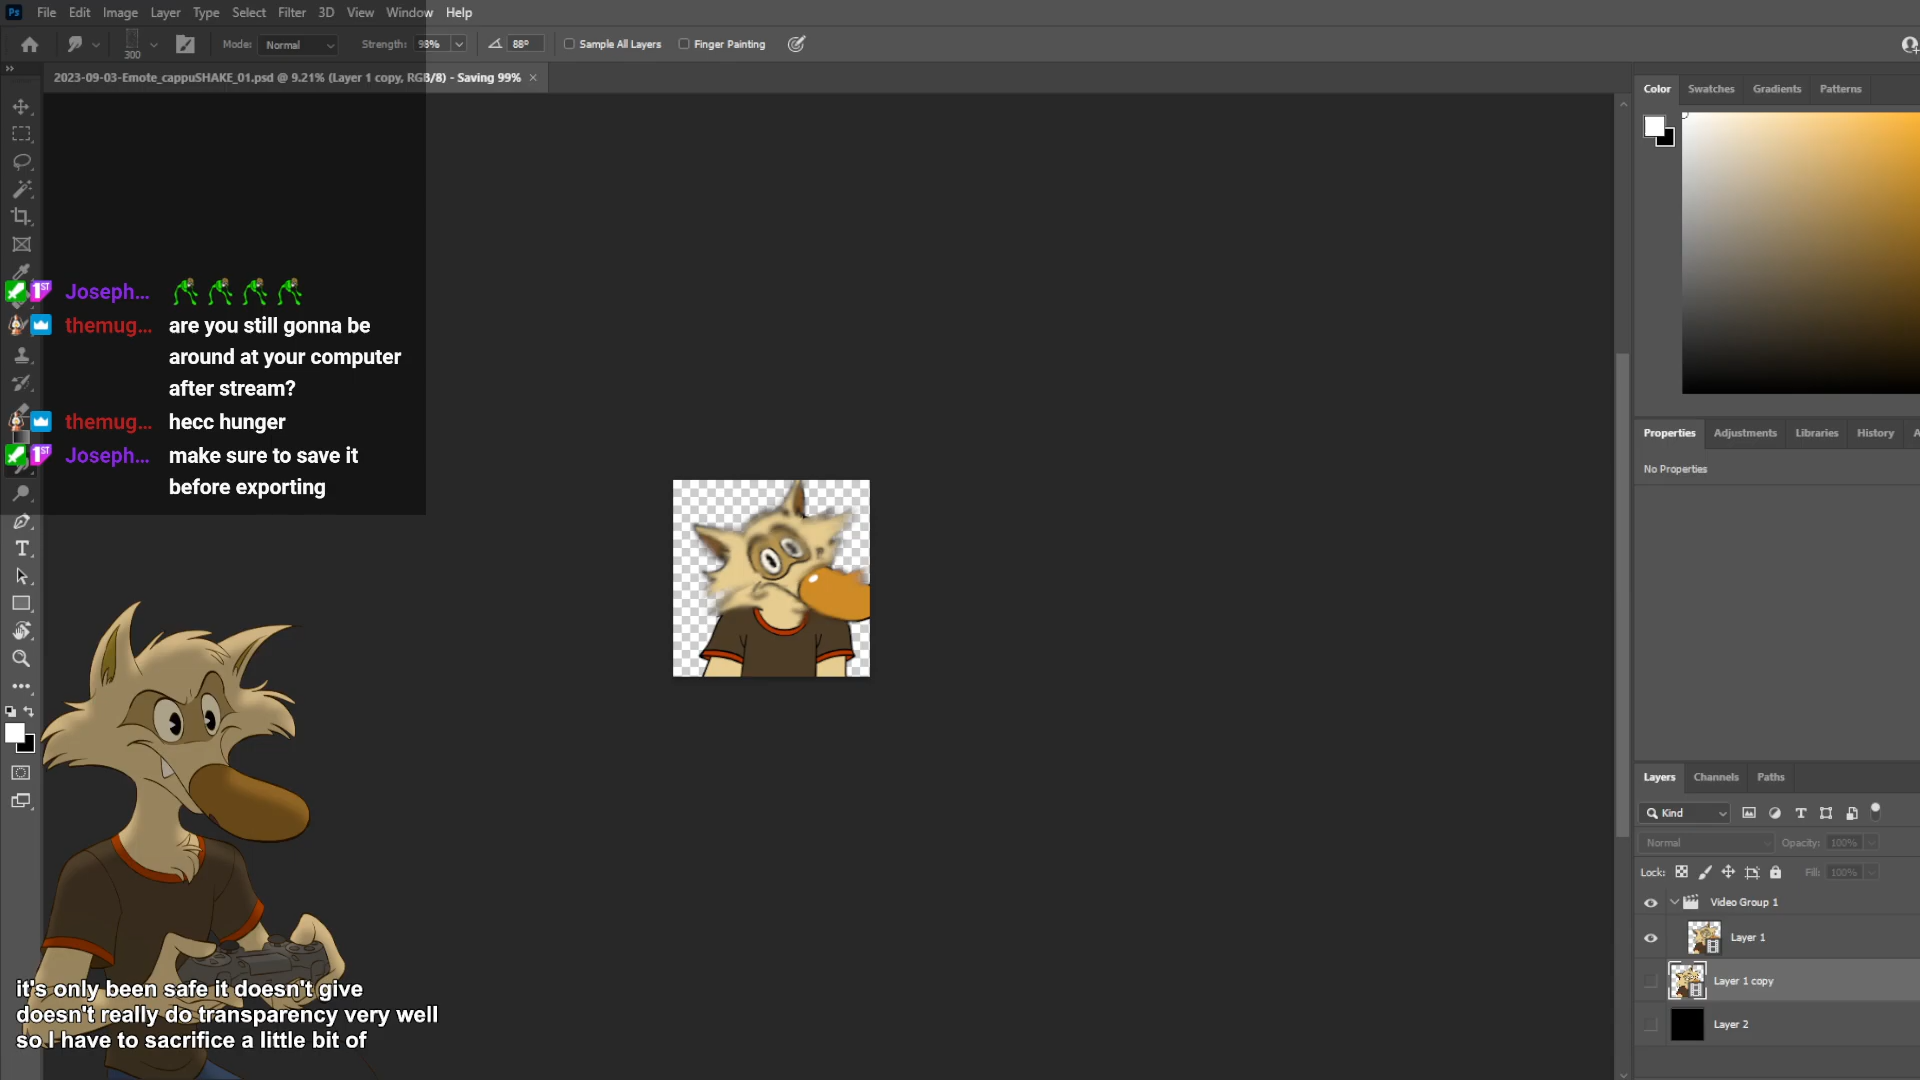 Ps File Edit Image Layer Type Select Filter 3D View Window Help
300 Mode: Normal Strength: 98% 88° Sample All Layers Finger Painting
2023-09-03-Emote_cappuSHAKE_01.psd @ 9.21% (Layer 1 copy, RGB/8) - Saving 99% ×
Color Swatches Gradients Patterns
1ST Joseph...
themug... are you still gonna be
around at your computer
after stream?
themug... hecc hunger
1ST Joseph... make sure to save it
before exporting
Properties Adjustments Libraries History A
No Properties
Layers Channels Paths
Kind
Normal Opacity: 100%
Lock: Fill: 100%
Video Group 1
Layer 1
Layer 1 copy
Layer 2
it's only been safe it doesn't give
doesn't really do transparency very well
so I have to sacrifice a little bit of